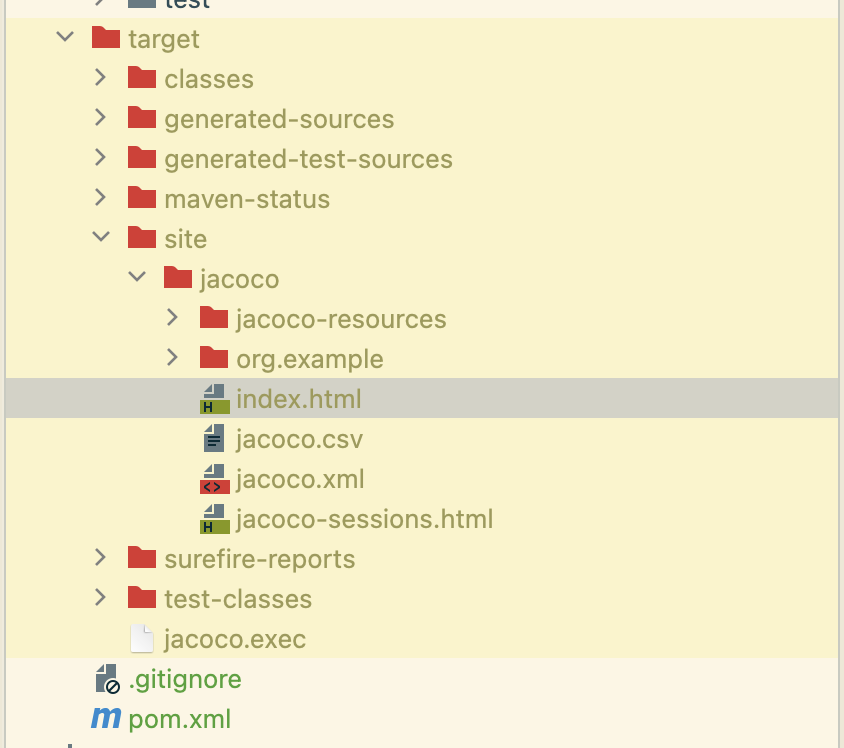 test
target
classes
generated-sources
generated-test-sources
maven-status
site
jacoco
jacoco-resources
org.example
index.html
jacoco.csv
jacoco.xml
jacoco-sessions.html
surefire-reports
test-classes
jacoco.exec
.gitignore
pom.xml